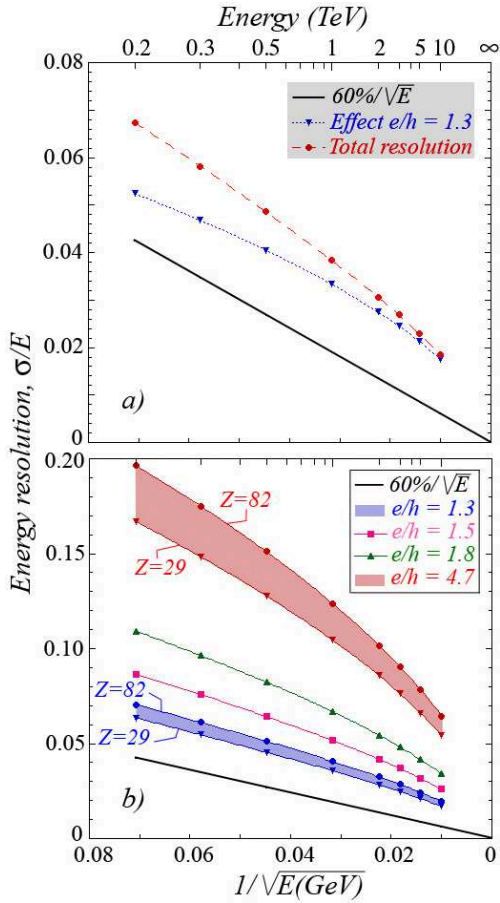 Energy (TeV)
0.2 0.3 0.5 1 2 3 5 10 ∞
0.08
0.06
0.04
0.02
0
60%/√E
Effect e/h = 1.3
Total resolution
a)
Energy resolution, σ/E
0.20
0.15
0.10
0.05
0
60%/√E
e/h = 1.3
e/h = 1.5
e/h = 1.8
e/h = 4.7
Z=82
Z=29
Z=82
Z=29
b)
0.08 0.06 0.04 0.02 0
1/√E(GeV)